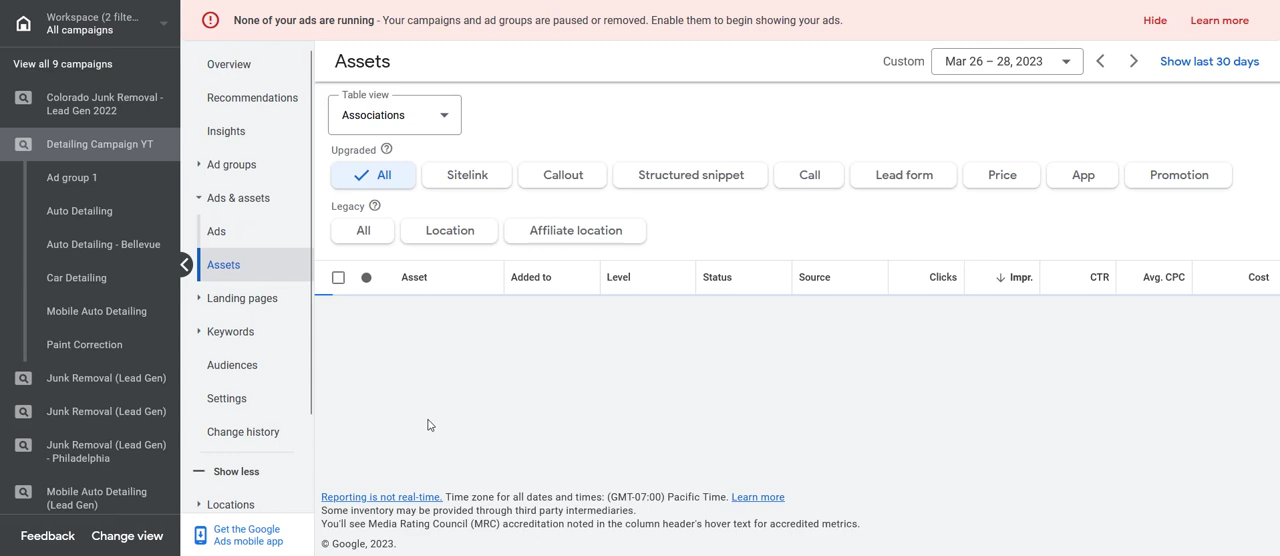 Workspace (2 filte...
All campaigns
View all 9 campaigns
Colorado Junk Removal -
Lead Gen 2022
Detailing Campaign YT
Ad group 1
Auto Detailing
Auto Detailing - Bellevue
Car Detailing
Mobile Auto Detailing
Paint Correction
Junk Removal (Lead Gen)
Junk Removal (Lead Gen)
Junk Removal (Lead Gen)
- Philadelphia
Mobile Auto Detailing
(Lead Gen)
Feedback Change view
None of your ads are running - Your campaigns and ad groups are paused or removed. Enable them to begin showing your ads.
Hide Learn more
Overview
Recommendations
Insights
Ad groups
Ads & assets
Ads
Assets
Landing pages
Keywords
Audiences
Settings
Change history
Show less
Locations
Get the Google
Ads mobile app
Assets
Custom Mar 26 – 28, 2023 Show last 30 days
Table view
Associations
Upgraded
All Sitelink Callout Structured snippet Call Lead form Price App Promotion
Legacy
All Location Affiliate location
Asset Added to Level Status Source Clicks Impr. CTR Avg. CPC Cost
Reporting is not real-time. Time zone for all dates and times: (GMT-07:00) Pacific Time. Learn more
Some inventory may be provided through third party intermediaries.
You'll see Media Rating Council (MRC) accreditation noted in the column header's hover text for accredited metrics.
© Google, 2023.